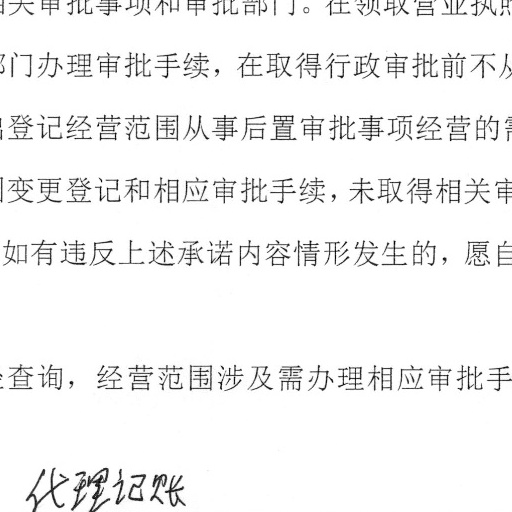 相关审批事项和审批部门。在领取营业执照
部门办理审批手续，在取得行政审批前不从
登记经营范围从事后置审批事项经营的需
变更登记和相应审批手续，未取得相关审
如有违反上述承诺内容情形发生的，愿自
查询，经营范围涉及需办理相应审批手
代理记账